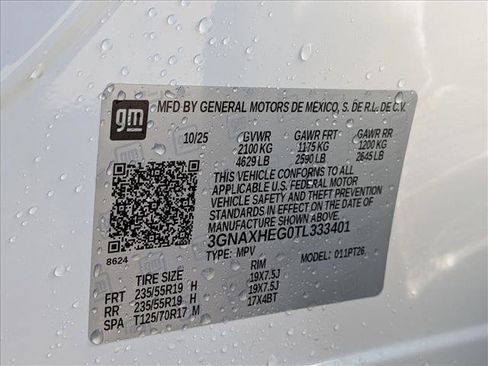 gm
MFD BY GENERAL MOTORS DE MEXICO, S. DE R.L. DE C.V.
10/25 GVWR GAWR FRT GAWR RR
2100 KG 1175 KG 1200 KG
4629 LB 2590 LB 2645 LB
THIS VEHICLE CONFORMS TO ALL
APPLICABLE U.S. FEDERAL MOTOR
VEHICLE SAFETY AND THEFT PREVENTION
STANDARDS IN EFFECT ON THE DATE OF
MANUFACTURE SHOWN ABOVE.
3GNAXHEG0TL333401
8624 TYPE: MPV MODEL: 011PT26
TIRE SIZE RIM
FRT 235/55R19 H 19X7.5J
RR 235/55R19 H 19X7.5J
SPA T125/70R17 M 17X4BT